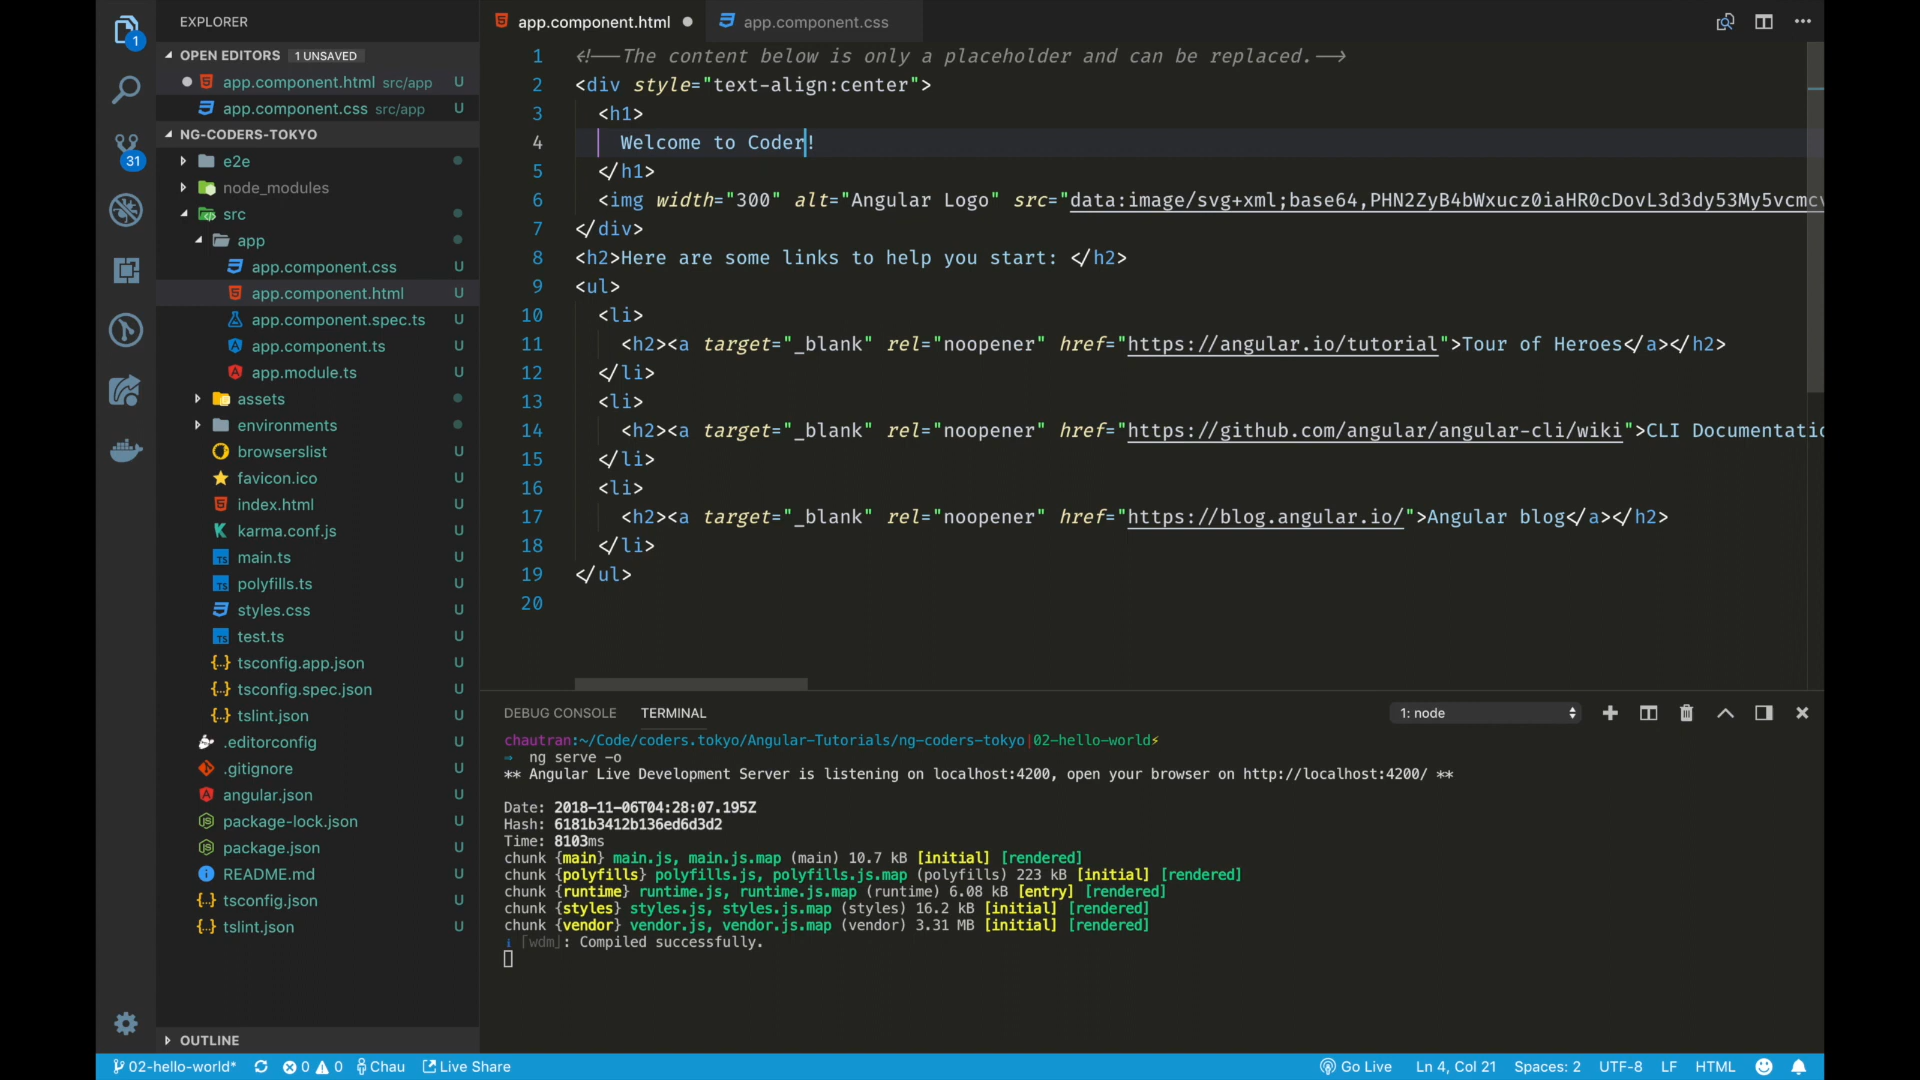 EXPLORER
OPEN EDITORS 1 UNSAVED
app.component.html src/app U
app.component.css src/app U
NG-CODERS-TOKYO
e2e
node_modules
src
app
app.component.css U
app.component.html U
app.component.spec.ts U
app.component.ts U
app.module.ts U
assets
environments
browserslist U
favicon.ico U
index.html U
karma.conf.js U
main.ts U
polyfills.ts U
styles.css U
test.ts U
tsconfig.app.json U
tsconfig.spec.json U
tslint.json U
.editorconfig U
.gitignore U
angular.json U
package-lock.json U
package.json U
README.md U
tsconfig.json U
tslint.json U
OUTLINE
1
31
app.component.html app.component.css
1 <!--The content below is only a placeholder and can be replaced.-->
2 <div style="text-align:center">
3 <h1>
4 Welcome to Coder!
5 </h1>
6 <img width="300" alt="Angular Logo" src="data:image/svg+xml;base64,PHN2ZyB4bWxucz0iaHR0cDovL3d3dy53My5vcmcv
7 </div>
8 <h2>Here are some links to help you start: </h2>
9 <ul>
10 <li>
11 <h2><a target="_blank" rel="noopener" href="https://angular.io/tutorial">Tour of Heroes</a></h2>
12 </li>
13 <li>
14 <h2><a target="_blank" rel="noopener" href="https://github.com/angular/angular-cli/wiki">CLI Documentatio
15 </li>
16 <li>
17 <h2><a target="_blank" rel="noopener" href="https://blog.angular.io/">Angular blog</a></h2>
18 </li>
19 </ul>
20
DEBUG CONSOLE TERMINAL 1: node
chautran:~/Code/coders.tokyo/Angular-Tutorials/ng-coders-tokyo|02-hello-world⚡
⇒ ng serve -o
** Angular Live Development Server is listening on localhost:4200, open your browser on http://localhost:4200/ **
Date: 2018-11-06T04:28:07.195Z
Hash: 6181b3412b136ed6d3d2
Time: 8103ms
chunk {main} main.js, main.js.map (main) 10.7 kB [initial] [rendered]
chunk {polyfills} polyfills.js, polyfills.js.map (polyfills) 223 kB [initial] [rendered]
chunk {runtime} runtime.js, runtime.js.map (runtime) 6.08 kB [entry] [rendered]
chunk {styles} styles.js, styles.js.map (styles) 16.2 kB [initial] [rendered]
chunk {vendor} vendor.js, vendor.js.map (vendor) 3.31 MB [initial] [rendered]
ℹ ｢wdm｣: Compiled successfully.
02-hello-world* 0 0 Chau Live Share Go Live Ln 4, Col 21 Spaces: 2 UTF-8 LF HTML